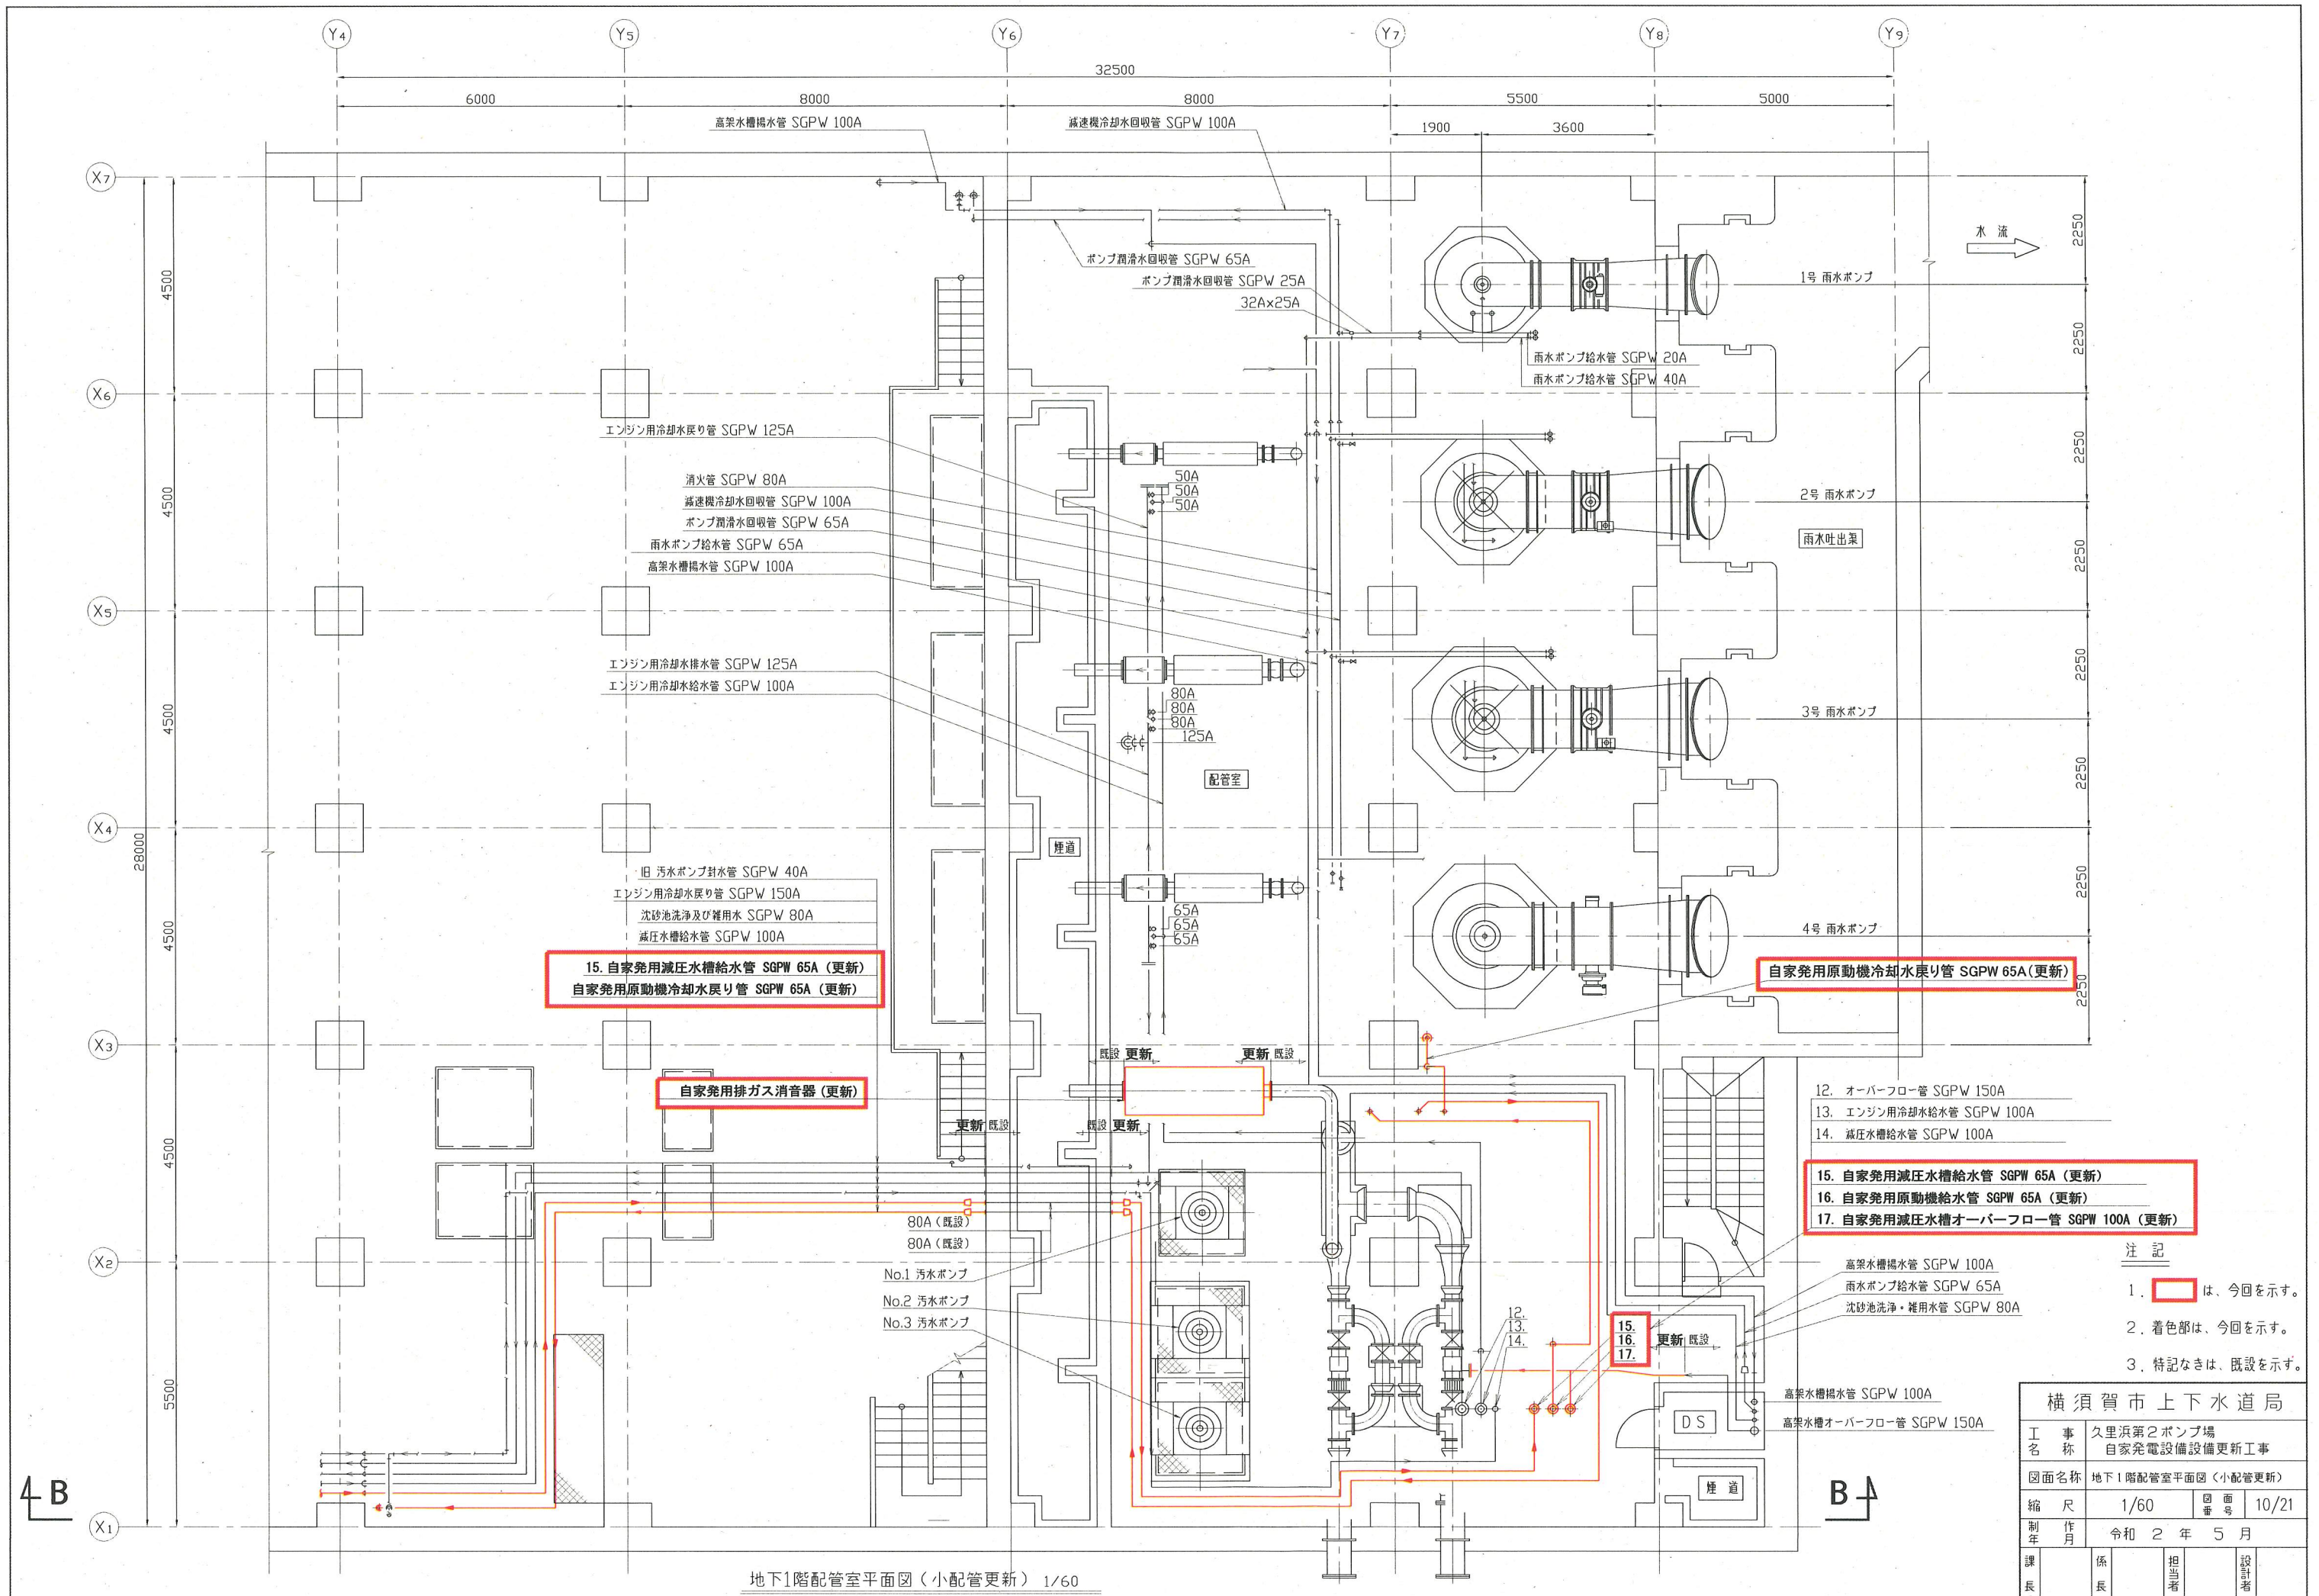 Y4
Y5
Y6
Y7
Y8
Y9
32500
6000
8000
8000
5500
5000
1900
3600
高架水槽揚水管 SGPW 100A
減速機冷却水回収管 SGPW 100A
X7
X6
X5
X4
X3
X2
X1
4500
4500
4500
4500
4500
5500
28000
2250
2250
2250
2250
2250
2250
2250
2250
水 流
ポンプ潤滑水回収管 SGPW 65A
ポンプ潤滑水回収管 SGPW 25A
32Ax25A
1号 雨水ポンプ
雨水ポンプ給水管 SGPW 20A
雨水ポンプ給水管 SGPW 40A
エンジン用冷却水戻り管 SGPW 125A
消火管 SGPW 80A
減速機冷却水回収管 SGPW 100A
ポンプ潤滑水回収管 SGPW 65A
雨水ポンプ給水管 SGPW 65A
高架水槽揚水管 SGPW 100A
50A
50A
50A
2号 雨水ポンプ
雨水吐出渠
エンジン用冷却水排水管 SGPW 125A
エンジン用冷却水給水管 SGPW 100A
80A
80A
80A
125A
3号 雨水ポンプ
配管室
煙道
旧 汚水ポンプ封水管 SGPW 40A
エンジン用冷却水戻り管 SGPW 150A
沈砂池洗浄及び雑用水 SGPW 80A
減圧水槽給水管 SGPW 100A
15. 自家発用減圧水槽給水管 SGPW 65A (更新)
自家発用原動機冷却水戻り管 SGPW 65A (更新)
65A
65A
65A
4号 雨水ポンプ
自家発用原動機冷却水戻り管 SGPW 65A(更新)
既設 更新
更新 既設
自家発用排ガス消音器 (更新)
更新 既設
既設 更新
12. オーバーフロー管 SGPW 150A
13. エンジン用冷却水給水管 SGPW 100A
14. 減圧水槽給水管 SGPW 100A
15. 自家発用減圧水槽給水管 SGPW 65A (更新)
16. 自家発用原動機給水管 SGPW 65A (更新)
17. 自家発用減圧水槽オーバーフロー管 SGPW 100A (更新)
80A (既設)
80A (既設)
No.1 汚水ポンプ
No.2 汚水ポンプ
No.3 汚水ポンプ
高架水槽揚水管 SGPW 100A
雨水ポンプ給水管 SGPW 65A
沈砂池洗浄・雑用水管 SGPW 80A
12.
13.
14.
15.
16.
17.
更新 既設
高架水槽揚水管 SGPW 100A
高架水槽オーバーフロー管 SGPW 150A
DS
煙道
B
B
注 記
1. は、今回を示す。
2. 着色部は、今回を示す。
3. 特記なきは、既設を示す。
横須賀市上下水道局
工事名称 久里浜第2ポンプ場
自家発電設備設備更新工事
図面名称 地下1階配管室平面図(小配管更新)
縮尺 1/60 図面番号 10/21
制作年月 令和 2 年 5 月
課長 係長 担当者 設計者
地下1階配管室平面図(小配管更新) 1/60